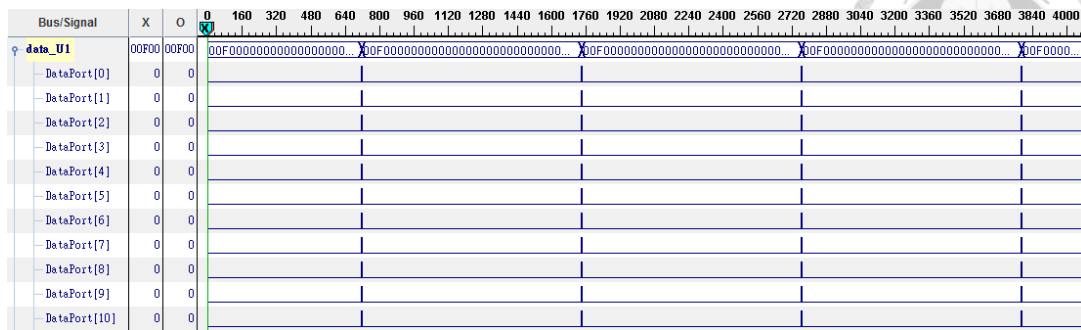 Bus/Signal X O 0 160 320 480 640 800 960 1120 1280 1440 1600 1760 1920 2080 2240 2400 2560 2720 2880 3040 3200 3360 3520 3680 3840 4000
data_U1 00F00 00F00 00F000000000000000000... 00F00000000000000000000000000... 00F00000000000000000000000000... 00F00000000000000000000000000... 00F0000...
DataPort[0] 0 0
DataPort[1] 0 0
DataPort[2] 0 0
DataPort[3] 0 0
DataPort[4] 0 0
DataPort[5] 0 0
DataPort[6] 0 0
DataPort[7] 0 0
DataPort[8] 0 0
DataPort[9] 0 0
DataPort[10] 0 0